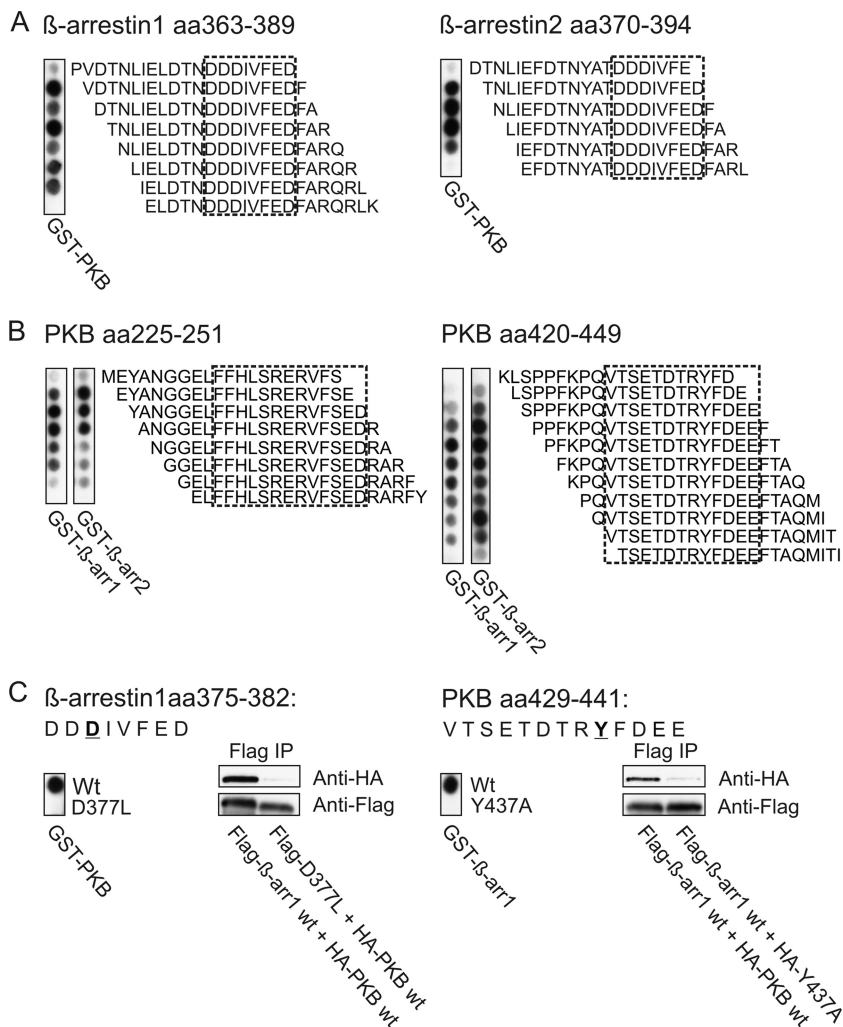 A
ß-arrestin1 aa363-389
PVDTNLIELDTNDDDIVFED
VDTNLIELDTNDDDIVFEDF
DTNLIELDTNDDDIVFEDFA
TNLIELDTNDDDIVFEDFAR
NLIELDTNDDDIVFEDFARQ
LIELDTNDDDIVFEDFARQR
IELDTNDDDIVFEDFARQRL
ELDTNDDDIVFEDFARQRLK
GST-PKB
ß-arrestin2 aa370-394
DTNLIEFDTNYATDDDIVFE
TNLIEFDTNYATDDDIVFED
NLIEFDTNYATDDDIVFEDF
LIEFDTNYATDDDIVFEDFA
IEFDTNYATDDDIVFEDFAR
EFDTNYATDDDIVFEDFARL
GST-PKB
B
PKB aa225-251
MEYANGGELFFHLSRERVFS
EYANGGELFFHLSRERVFSE
YANGGELFFHLSRERVFSED
ANGGELFFHLSRERVFSEDR
NGGELFFHLSRERVFSEDRA
GGELFFHLSRERVFSEDRAR
GELFFHLSRERVFSEDRARF
ELFFHLSRERVFSEDRARFY
GST-ß-arr1
GST-ß-arr2
PKB aa420-449
KLSPPFKPQVTSETDTRYFD
LSPPFKPQVTSETDTRYFDE
SPPFKPQVTSETDTRYFDEE
PPFKPQVTSETDTRYFDEEF
PFKPQVTSETDTRYFDEEFT
FKPQVTSETDTRYFDEEFTA
KPQVTSETDTRYFDEEFTAQ
PQVTSETDTRYFDEEFTAQM
QVTSETDTRYFDEEFTAQMI
VTSETDTRYFDEEFTAQMIT
TSETDTRYFDEEFTAQMITI
GST-ß-arr1
GST-ß-arr2
C
ß-arrestin1aa375-382:
D D D I V F E D
Wt
D377L
GST-PKB
Flag IP
Anti-HA
Anti-Flag
Flag-ß-arr1 wt + HA-PKB wt
Flag-D377L + HA-PKB wt
PKB aa429-441:
V T S E T D T R Y F D E E
Wt
Y437A
GST-ß-arr1
Flag IP
Anti-HA
Anti-Flag
Flag-ß-arr1 wt + HA-PKB wt
Flag-ß-arr1 wt + HA-Y437A